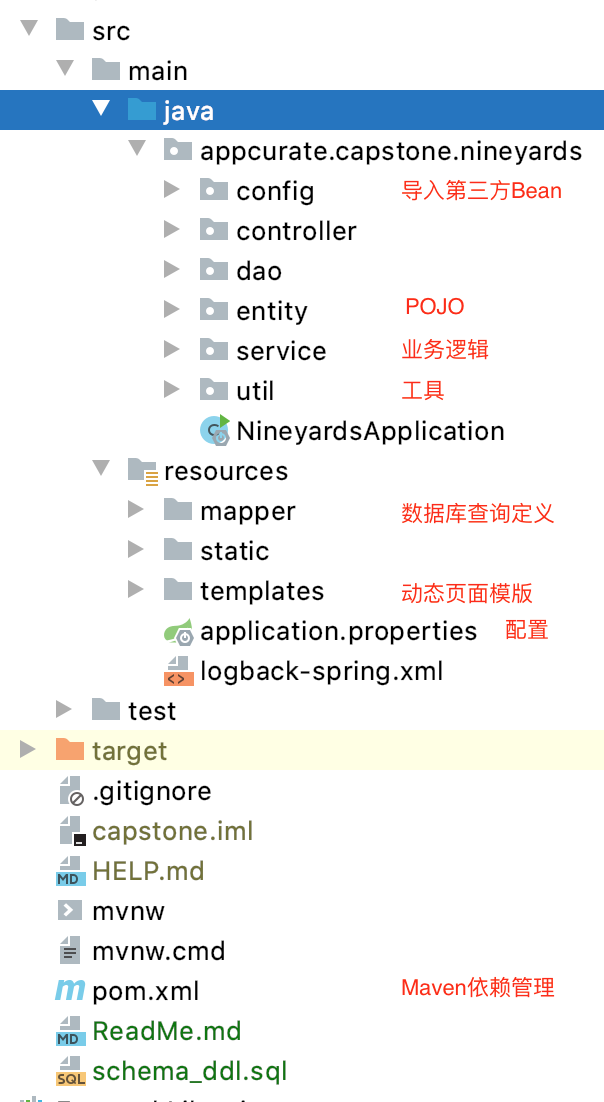 src
main
java
appcurate.capstone.nineyards
config 导入第三方Bean
controller
dao
entity POJO
service 业务逻辑
util 工具
NineyardsApplication
resources
mapper 数据库查询定义
static
templates 动态页面模版
application.properties 配置
logback-spring.xml
test
target
.gitignore
capstone.iml
MD HELP.md
mvnw
mvnw.cmd
m pom.xml Maven依赖管理
MD ReadMe.md
SQL schema_ddl.sql